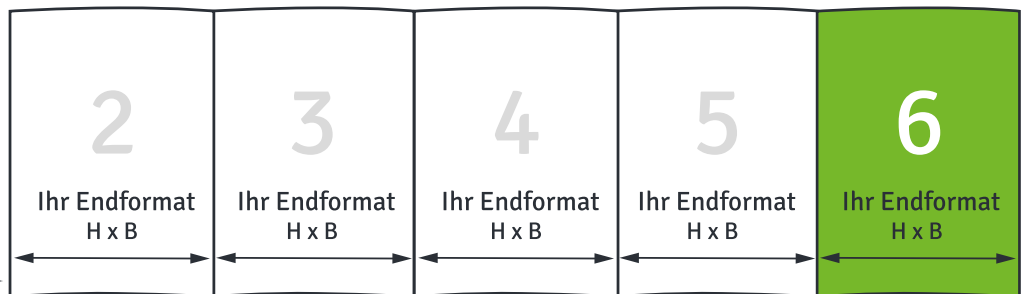 2 3 4 5 6
Ihr Endformat Ihr Endformat Ihr Endformat Ihr Endformat Ihr Endformat
H x B H x B H x B H x B H x B